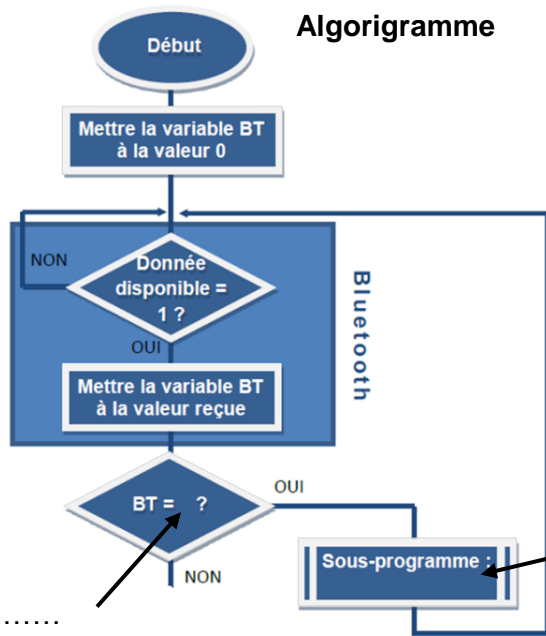 Algorigramme
Début
Mettre la variable BT
à la valeur 0
NON
Donnée
disponible =
1 ?
OUI
Bluetooth
Mettre la variable BT
à la valeur reçue
BT = ?
OUI
NON
Sous-programme :
……